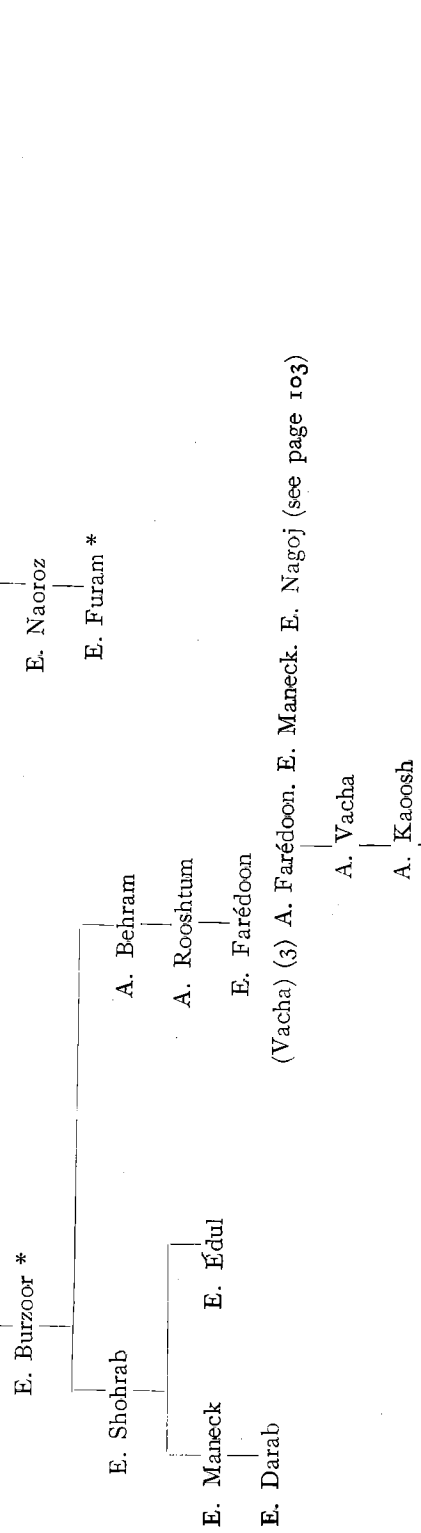 E. Burzoor *
E. Naoroz
E. Furam *
E. Shohrab
A. Behram
A. Rooshtum
E. Maneck
E. Édul
E. Farédoon
E. Darab
(Vacha) (3) A. Farédoon. E. Maneck. E. Nagoj (see page 103)
A. Vacha
A. Kaoosh